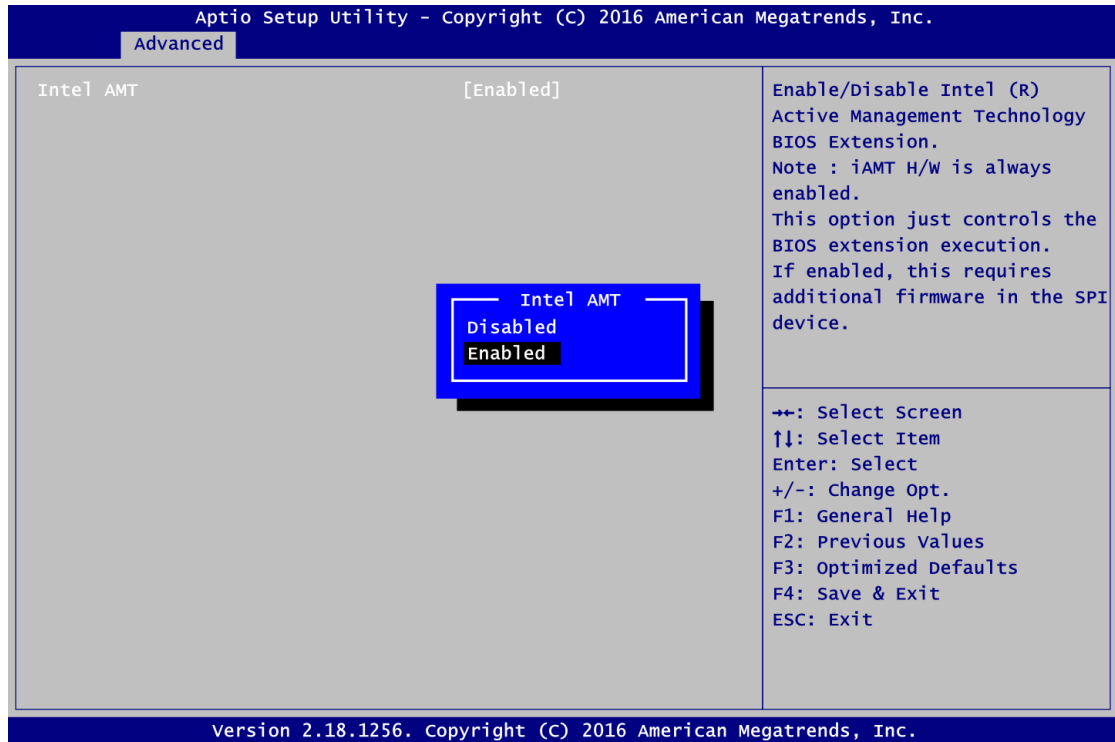 Aptio Setup Utility – Copyright (C) 2016 American Megatrends, Inc.
Advanced
Intel AMT [Enabled]
Intel AMT
Disabled
Enabled
Enable/Disable Intel (R)
Active Management Technology
BIOS Extension.
Note : iAMT H/W is always
enabled.
This option just controls the
BIOS extension execution.
If enabled, this requires
additional firmware in the SPI
device.
→←: Select Screen
↑↓: Select Item
Enter: Select
+/-: Change Opt.
F1: General Help
F2: Previous Values
F3: Optimized Defaults
F4: Save & Exit
ESC: Exit
Version 2.18.1256. Copyright (C) 2016 American Megatrends, Inc.